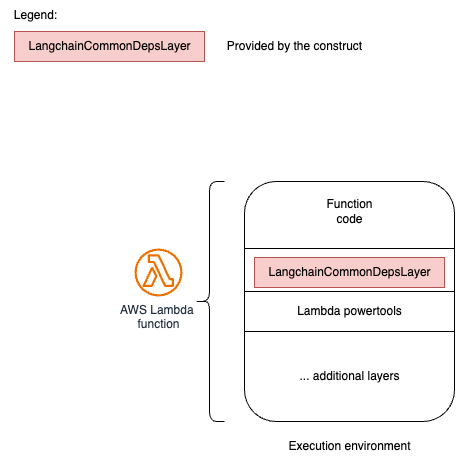 Legend:
LangchainCommonDepsLayer
Provided by the construct
Function
code
LangchainCommonDepsLayer
AWS Lambda
function
Lambda powertools
... additional layers
Execution environment